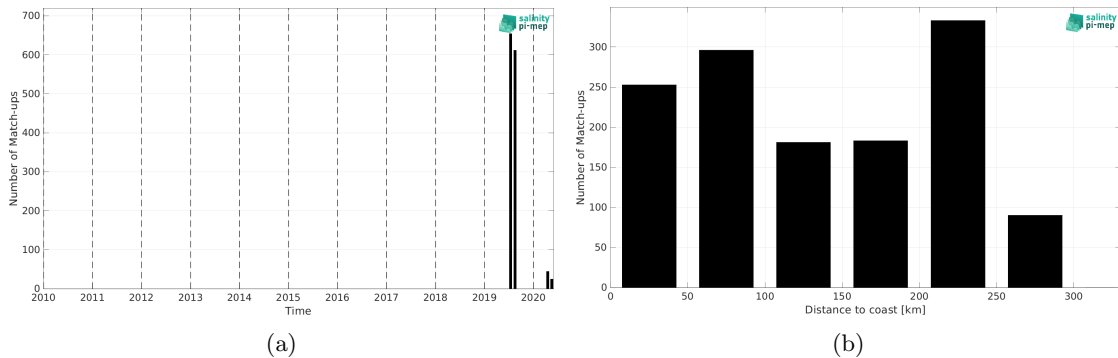 700
600
500
400
300
200
100
0
Number of Match-ups
2010 2011 2012 2013 2014 2015 2016 2017 2018 2019 2020
Time
salinity
pi-mep
(a)
350
300
250
200
150
100
50
0
Number of Match-ups
0 50 100 150 200 250 300
Distance to coast [km]
salinity
pi-mep
(b)